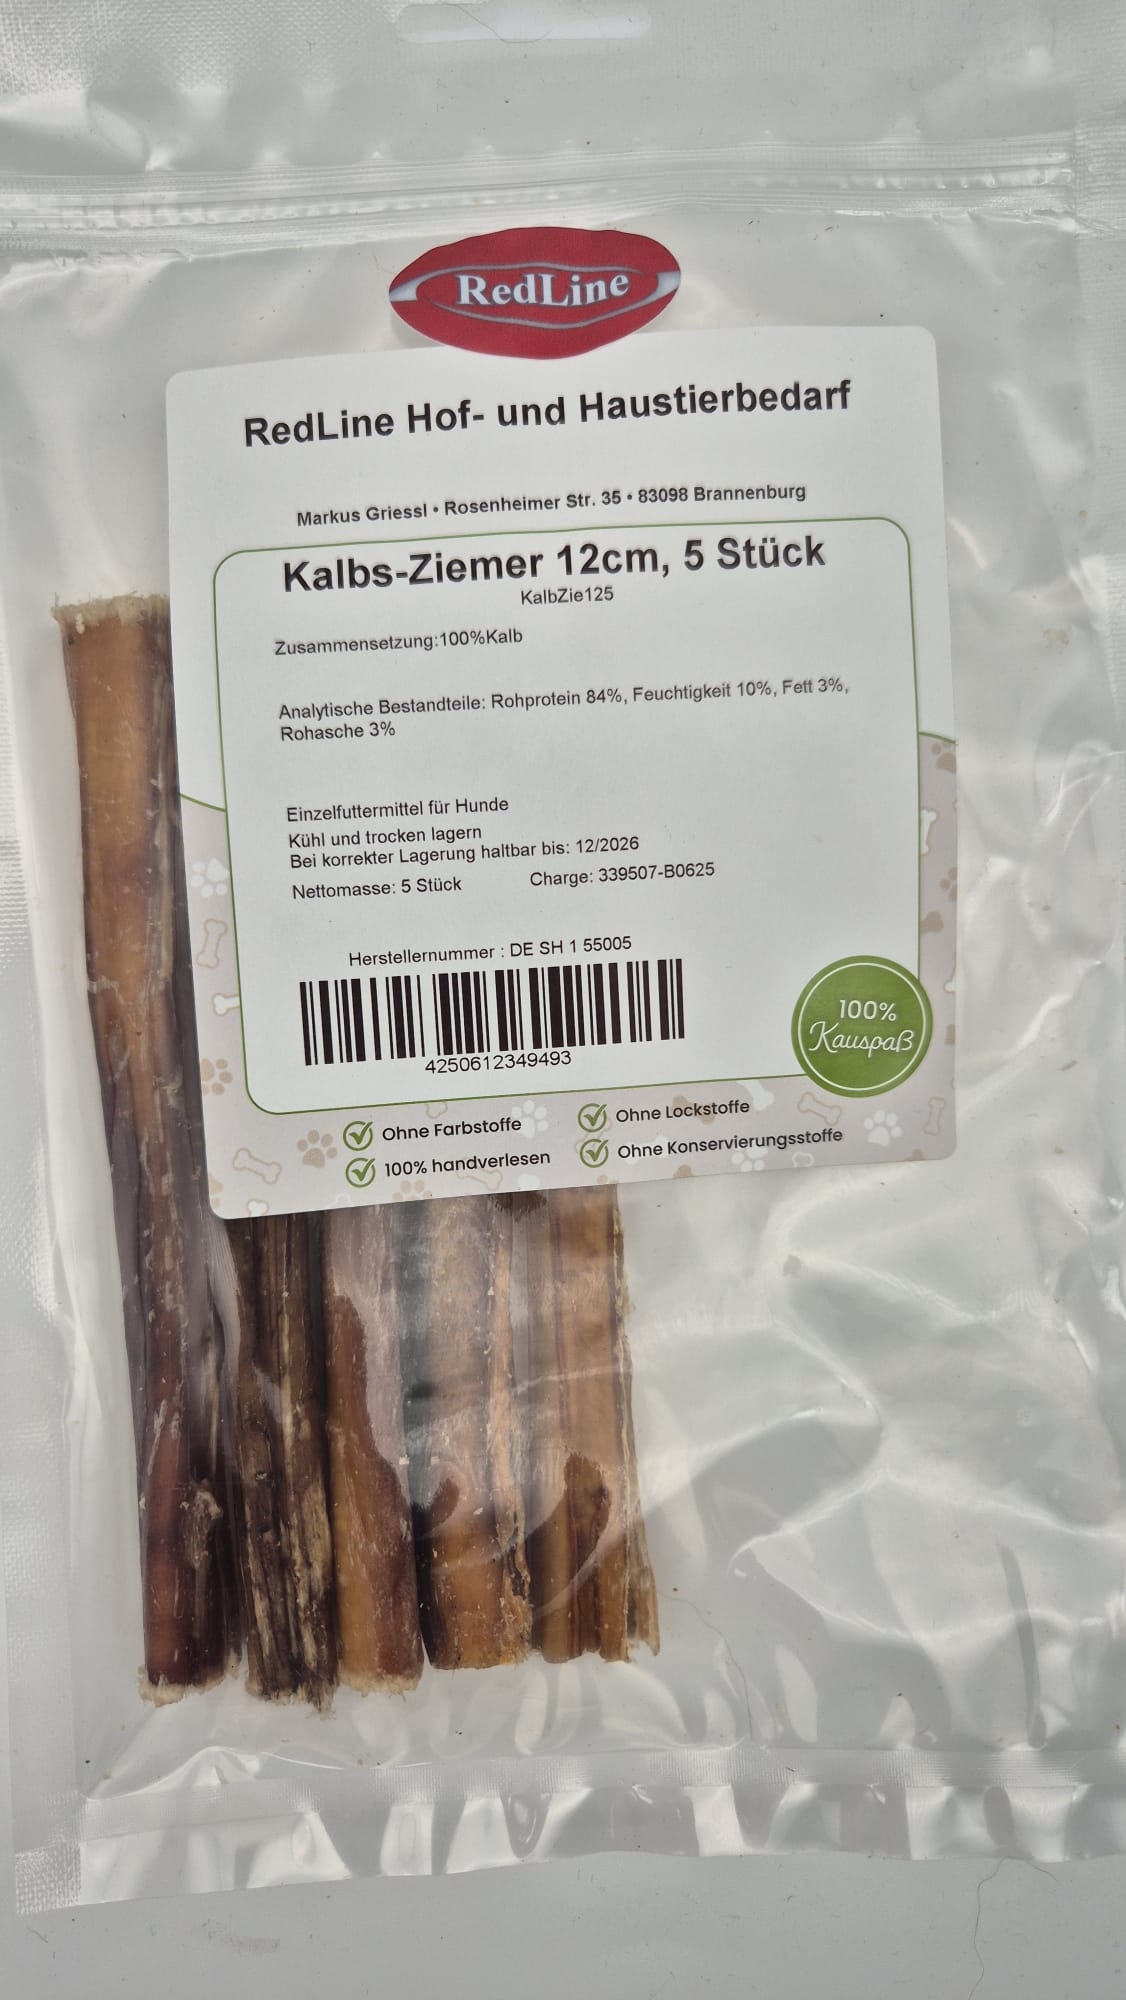 RedLine
RedLine Hof- und Haustierbedarf
Markus Griessl • Rosenheimer Str. 35 • 83098 Brannenburg
Kalbs-Ziemer 12cm, 5 Stück
KalbZie125
Zusammensetzung:100%Kalb
Analytische Bestandteile: Rohprotein 84%, Feuchtigkeit 10%, Fett 3%,
Rohasche 3%
Einzelfuttermittel für Hunde
Kühl und trocken lagern
Bei korrekter Lagerung haltbar bis: 12/2026
Nettomasse: 5 Stück Charge: 339507-B0625
Herstellernummer : DE SH 1 55005
4250612349493
100%
Kauspaß
Ohne Farbstoffe Ohne Lockstoffe
100% handverlesen Ohne Konservierungsstoffe